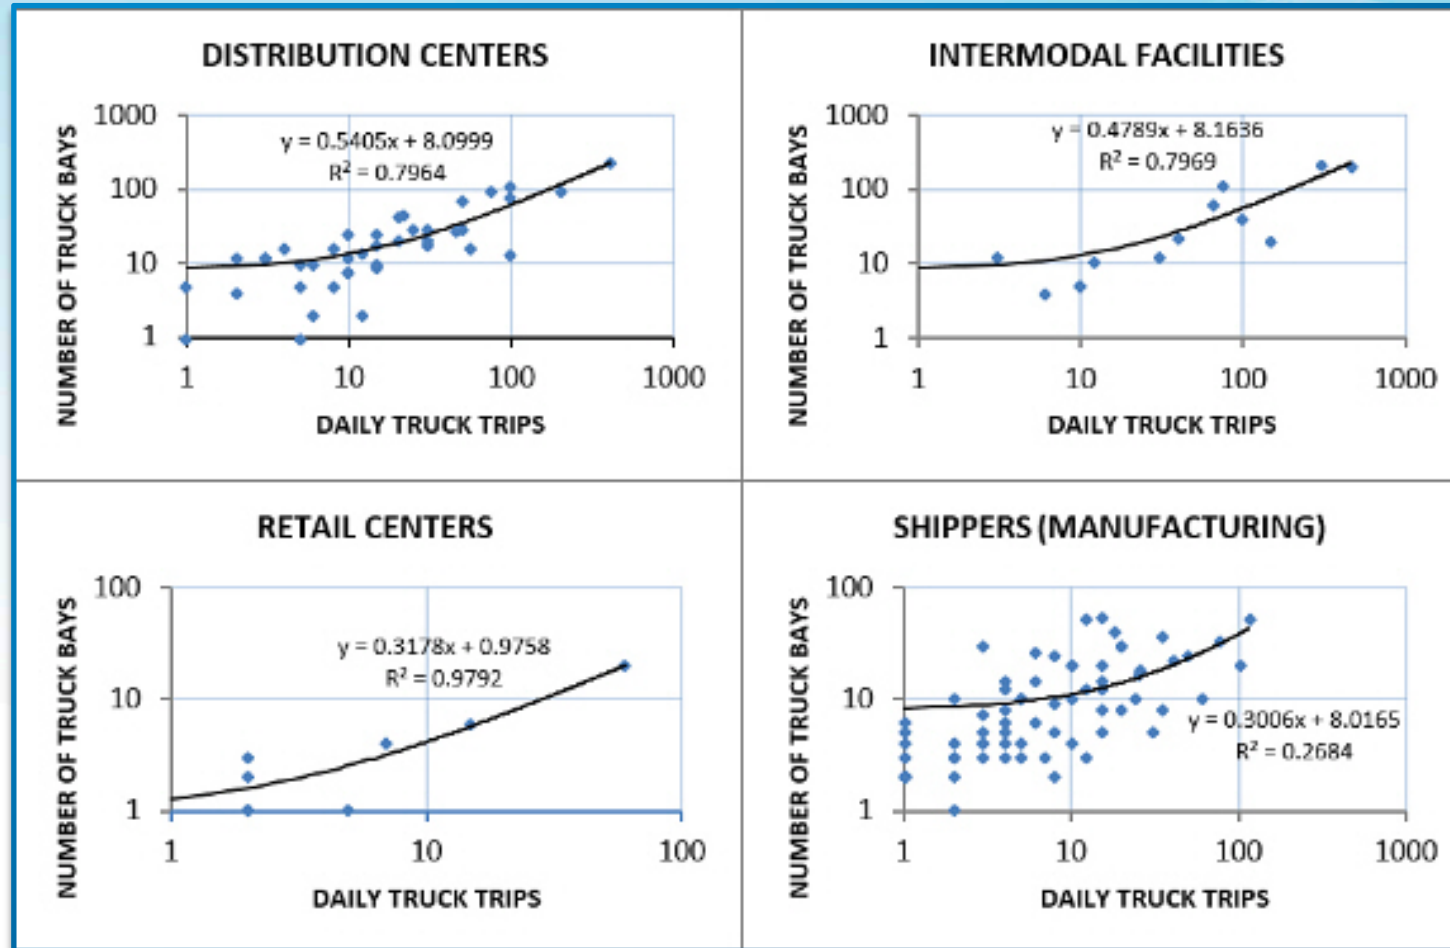 DISTRIBUTION CENTERS
NUMBER OF TRUCK BAYS
1000
100
10
1
y = 0.5405x + 8.0999
R² = 0.7964
1 10 100 1000
DAILY TRUCK TRIPS
INTERMODAL FACILITIES
NUMBER OF TRUCK BAYS
1000
100
10
1
y = 0.4789x + 8.1636
R² = 0.7969
1 10 100 1000
DAILY TRUCK TRIPS
RETAIL CENTERS
NUMBER OF TRUCK BAYS
100
10
1
y = 0.3178x + 0.9758
R² = 0.9792
1 10 100
DAILY TRUCK TRIPS
SHIPPERS (MANUFACTURING)
NUMBER OF TRUCK BAYS
100
10
1
y = 0.3006x + 8.0165
R² = 0.2684
1 10 100 1000
DAILY TRUCK TRIPS